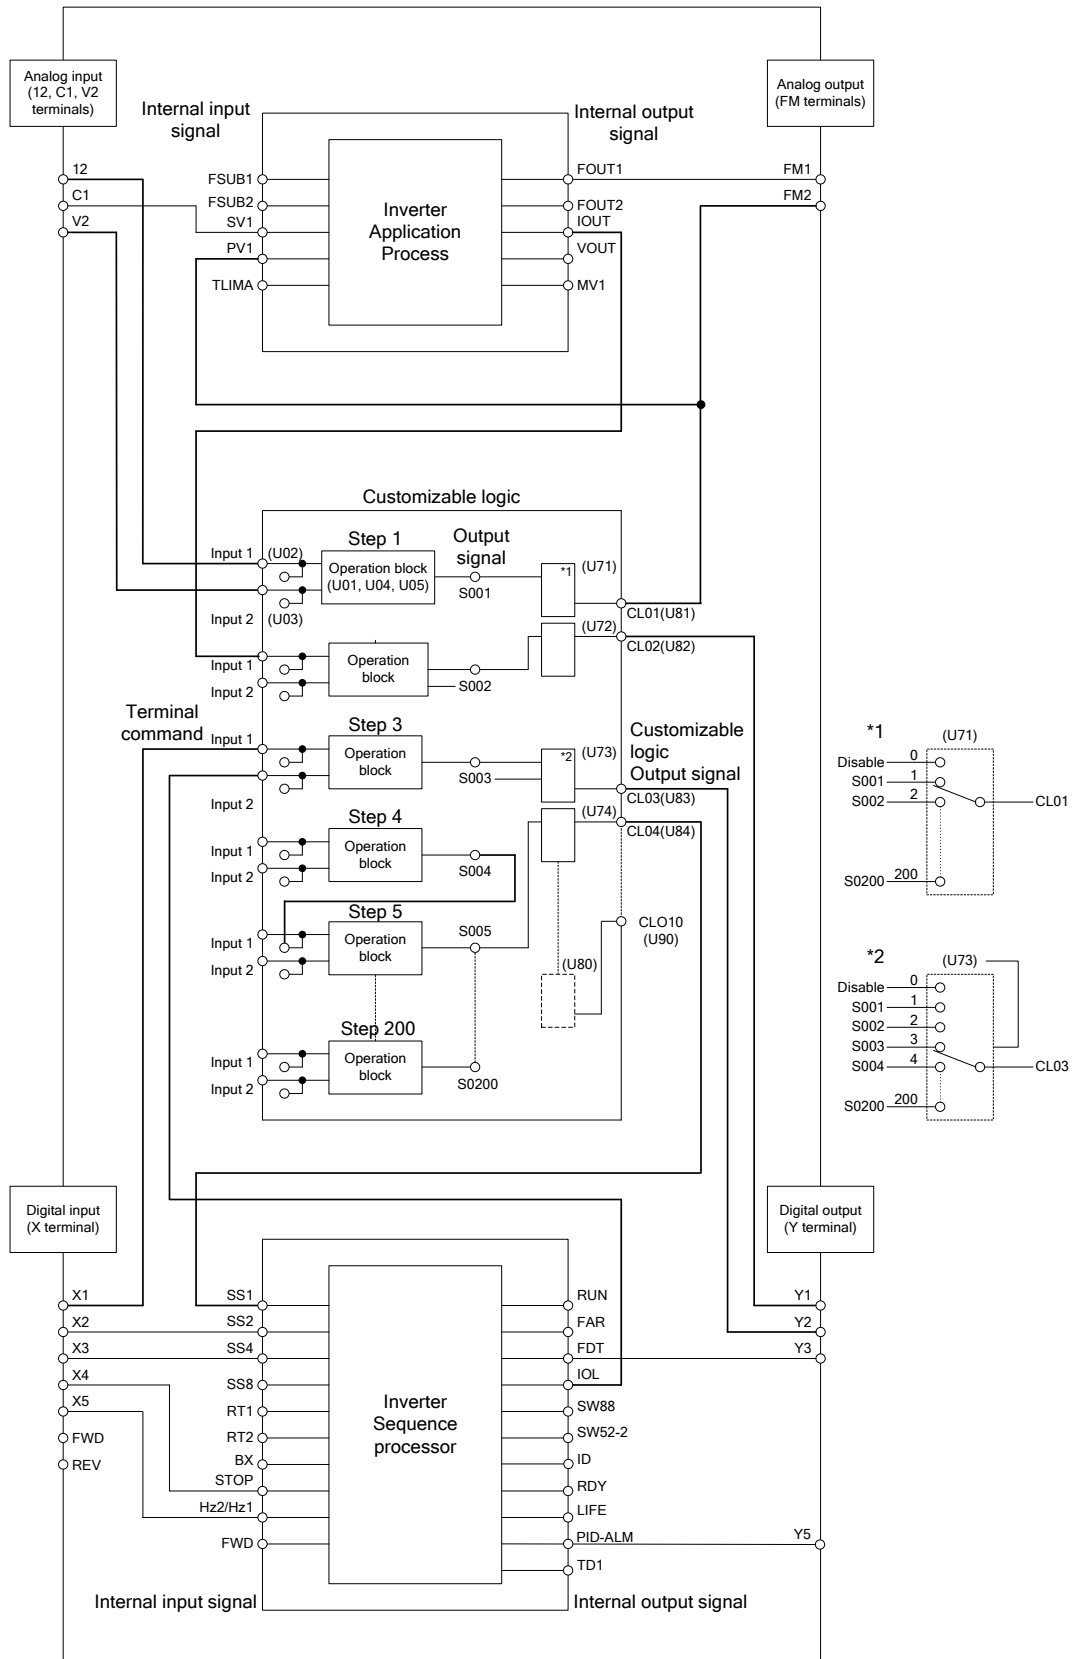 Analog input
(12, C1, V2
terminals)
Analog output
(FM terminals)
Internal input
signal
Internal output
signal
12
C1
V2
FSUB1
FSUB2
SV1
PV1
TLIMA
Inverter
Application
Process
FOUT1
FOUT2
IOUT
VOUT
MV1
FM1
FM2
Customizable logic
Step 1
Output
signal
Input 1
(U02)
Operation block
(U01, U04, U05)
S001
*1
(U71)
CL01(U81)
Input 2
(U03)
(U72)
CL02(U82)
Input 1
Input 2
Operation
block
S002
Terminal
command
Step 3
Input 1
Operation
block
S003
*2
(U73)
Customizable
logic
Output signal
CL03(U83)
Input 2
Step 4
(U74)
CL04(U84)
Input 1
Input 2
Operation
block
S004
Step 5
Input 1
Input 2
Operation
block
S005
CLO10
(U90)
(U80)
Step 200
Input 1
Input 2
Operation
block
S0200
*1
(U71)
Disable
0
S001
1
S002
2
CL01
S0200
200
*2
(U73)
Disable
0
S001
1
S002
2
S003
3
S004
4
CL03
S0200
200
Digital input
(X terminal)
Digital output
(Y terminal)
X1
X2
X3
X4
X5
FWD
REV
SS1
SS2
SS4
SS8
RT1
RT2
BX
STOP
Hz2/Hz1
FWD
Inverter
Sequence
processor
RUN
FAR
FDT
IOL
SW88
SW52-2
ID
RDY
LIFE
PID-ALM
TD1
Y1
Y2
Y3
Y5
Internal input signal
Internal output signal